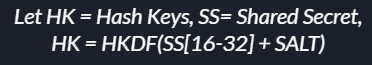 Let HK = Hash Keys, SS= Shared Secret,
HK = HKDF(SS[16-32] + SALT)